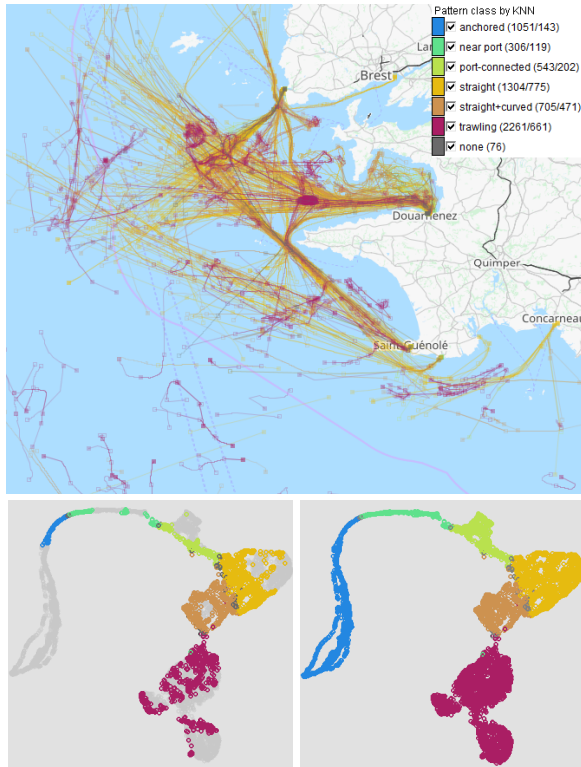 Pattern class by KNN
anchored (1051/143)
near port (306/119)
port-connected (543/202)
straight (1304/775)
straight+curved (705/471)
trawling (2261/661)
none (76)
Brest
Douarnenez
Quimper
Concarneau
Saint-Guénolé